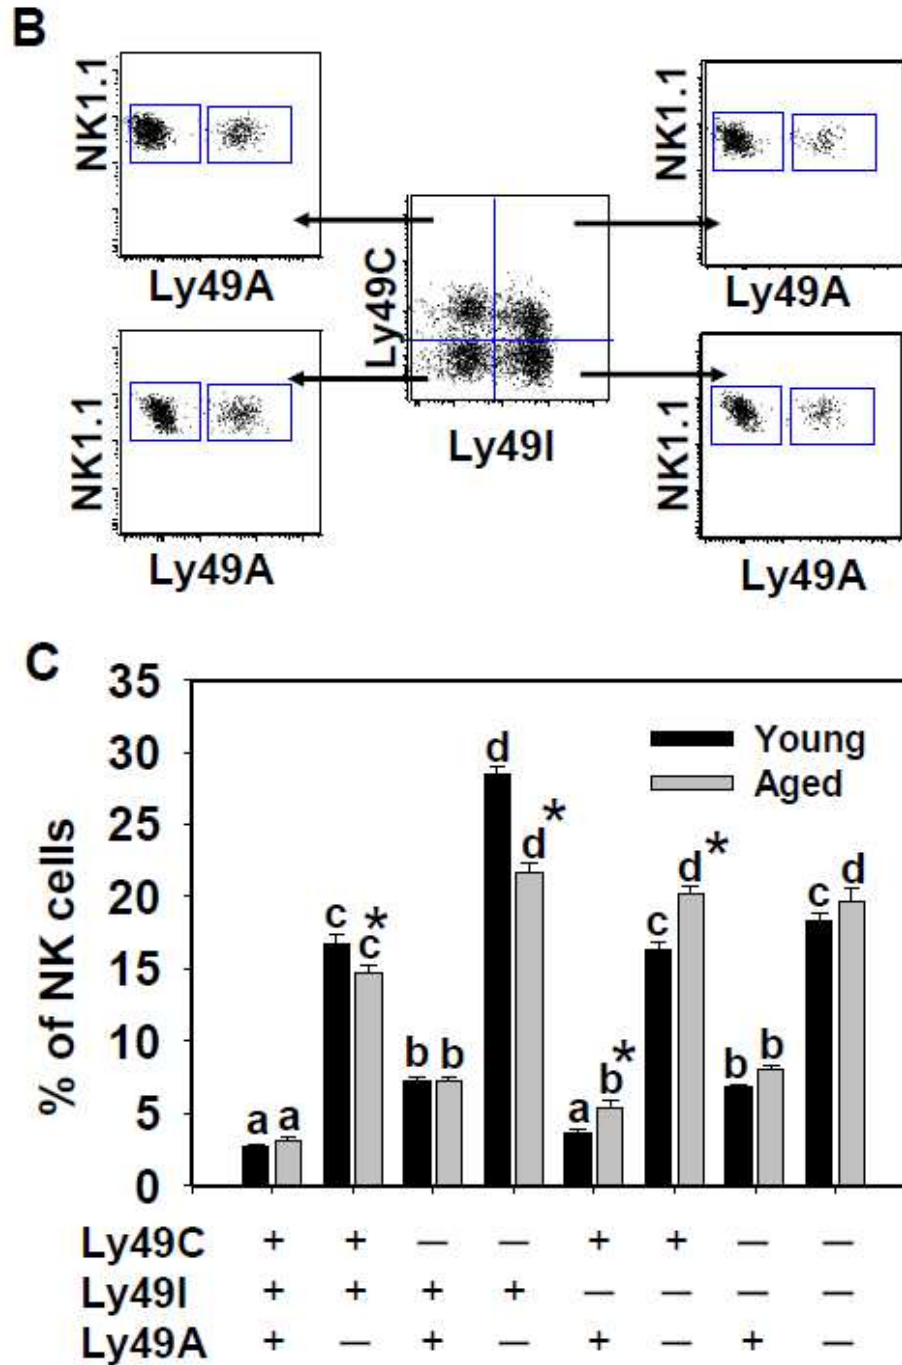 B
NK1.1
Ly49A
NK1.1
Ly49A
Ly49C
Ly49I
NK1.1
Ly49A
NK1.1
Ly49A
C
% of NK cells
35
30
25
20
15
10
5
0
Young
Aged
a a
c c*
b b
d d*
a b*
c d*
b b
c d
Ly49C + + — — + + — —
Ly49I + + + + — — — —
Ly49A + — + — + — + —